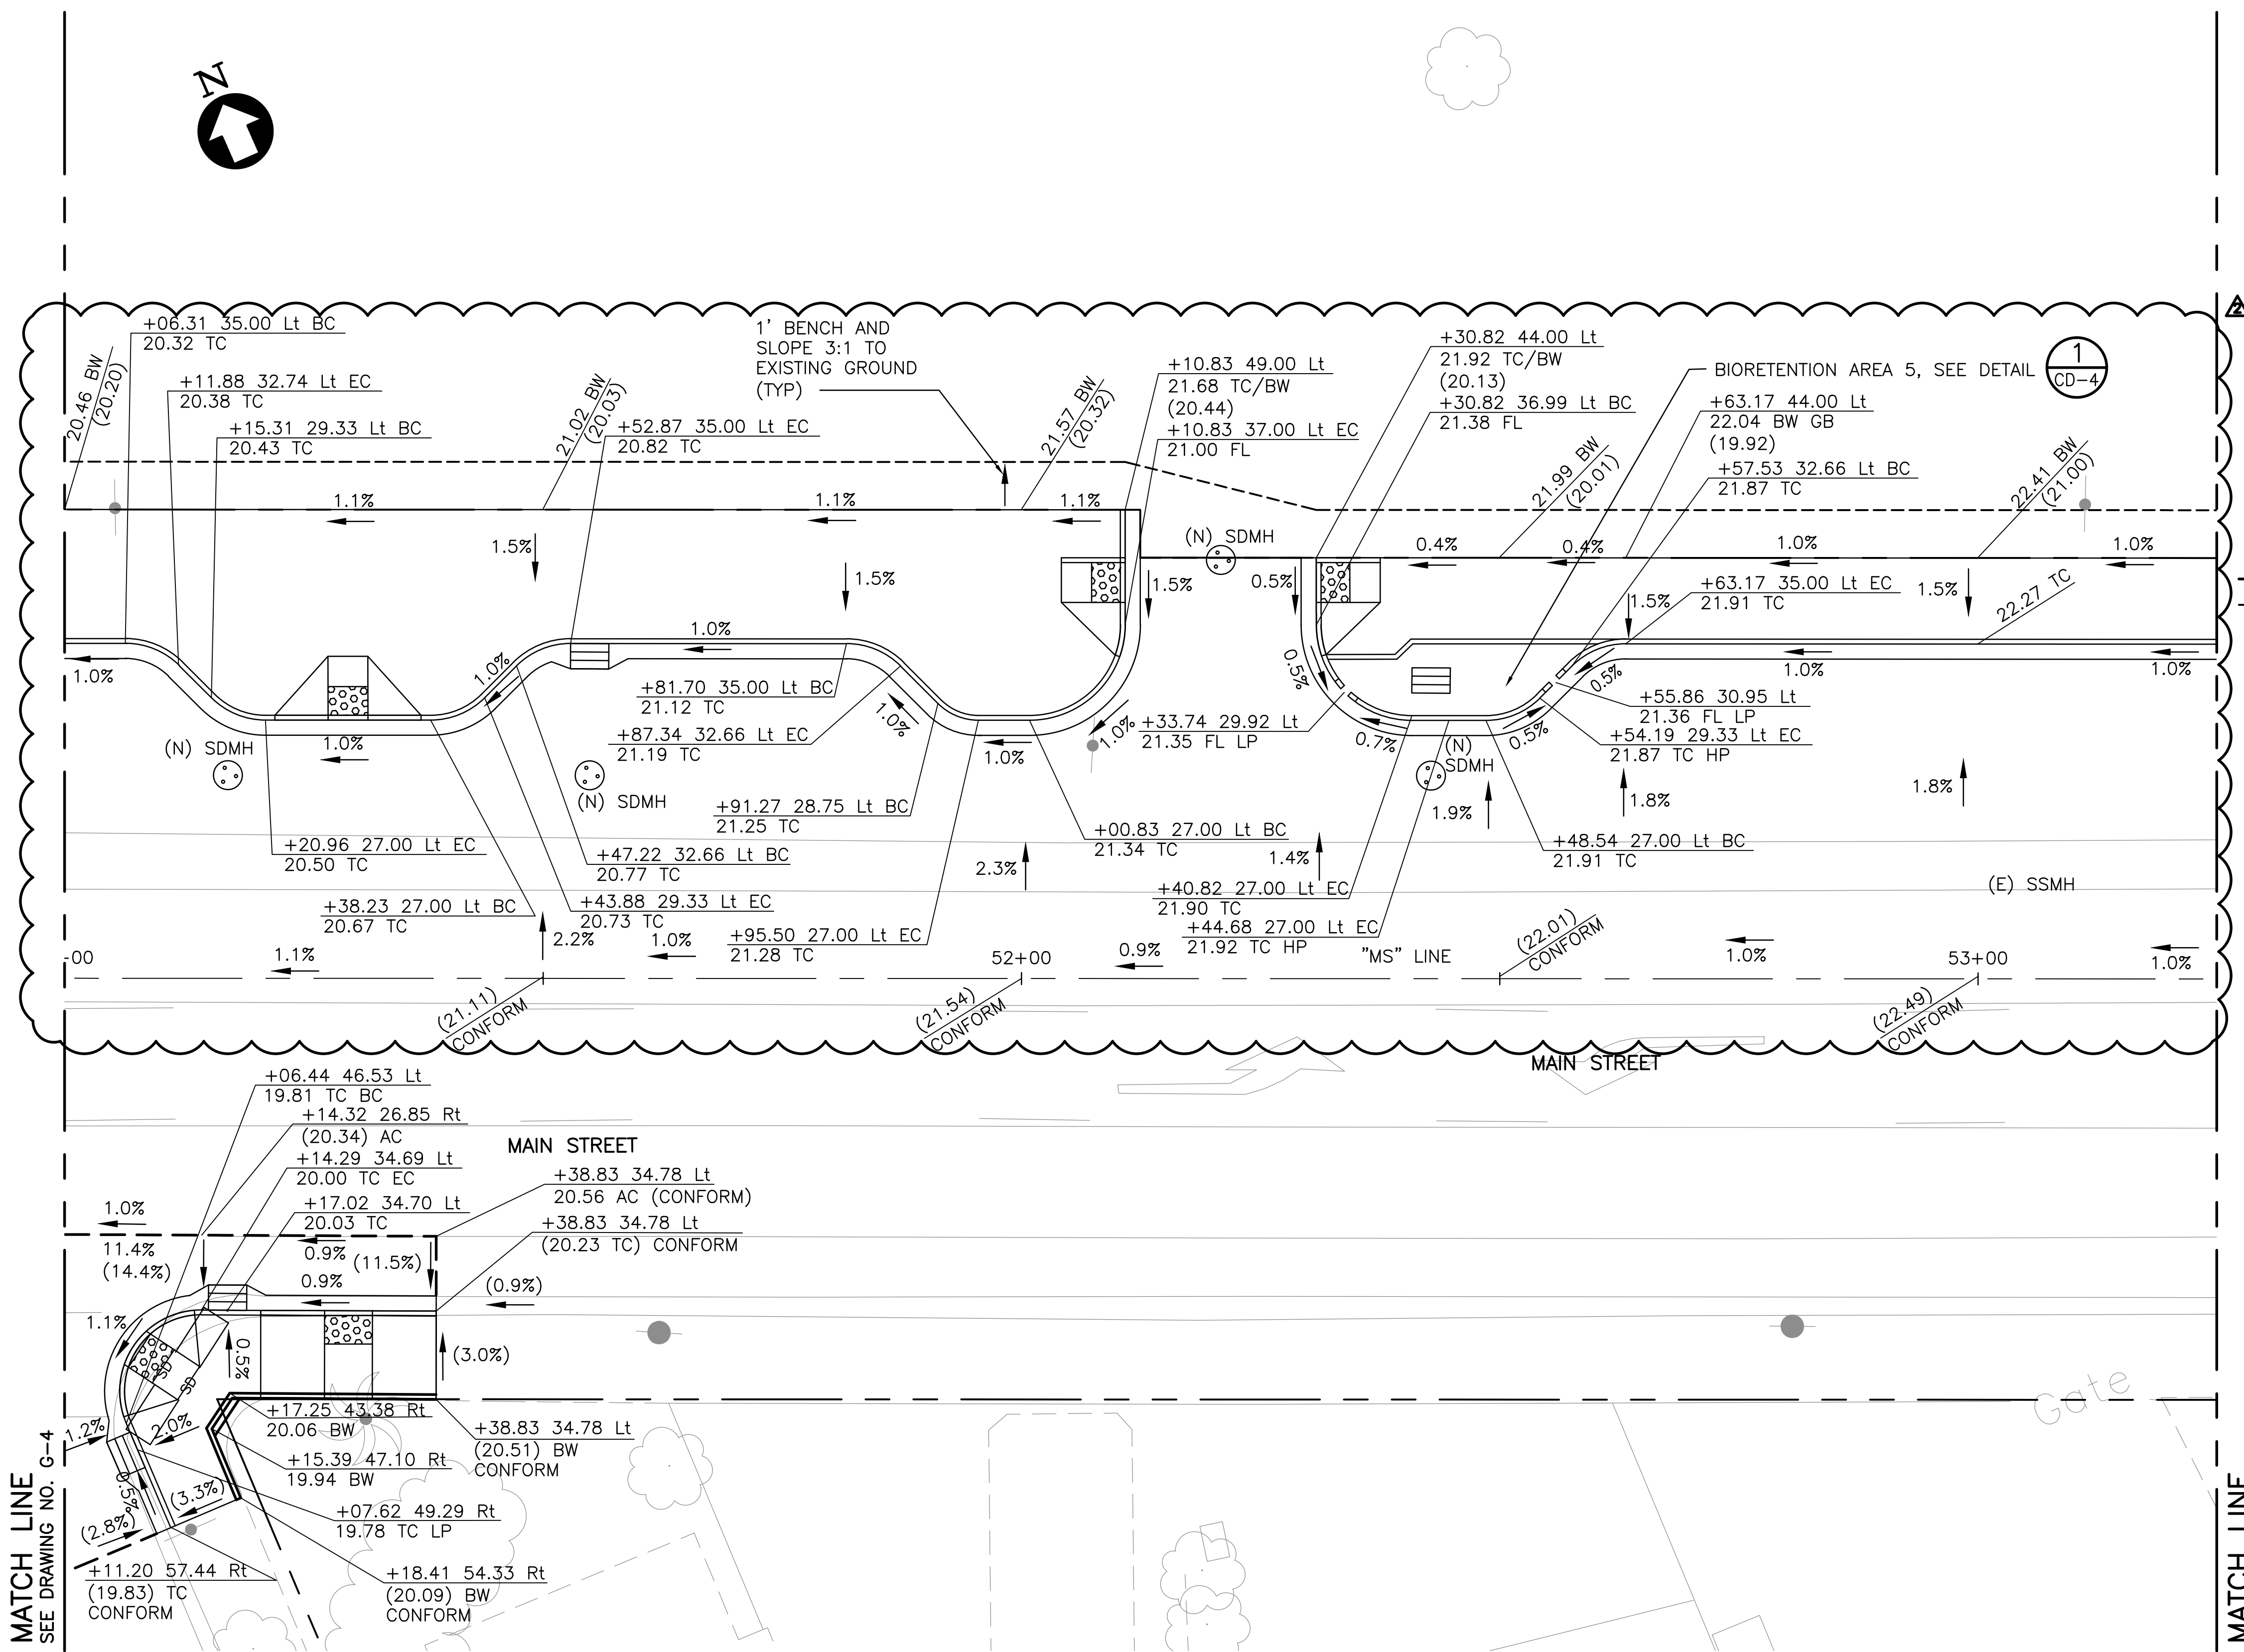 N
+06.31 35.00 Lt BC
20.32 TC
20.46 BW
(20.20)
+11.88 32.74 Lt EC
20.38 TC
+15.31 29.33 Lt BC
20.43 TC
21.02 BW
(20.03)
+52.87 35.00 Lt EC
20.82 TC
1' BENCH AND
SLOPE 3:1 TO
EXISTING GROUND
(TYP)
21.57 BW
(20.32)
+10.83 49.00 Lt
21.68 TC/BW
(20.44)
+10.83 37.00 Lt EC
21.00 FL
+30.82 44.00 Lt
21.92 TC/BW
(20.13)
+30.82 36.99 Lt BC
21.38 FL
BIORETENTION AREA 5, SEE DETAIL
1
CD-4
2
+63.17 44.00 Lt
22.04 BW GB
(19.92)
+57.53 32.66 Lt BC
21.87 TC
21.99 BW
(20.01)
22.41 BW
(21.00)
1.1%
1.1%
1.1%
1.5%
1.5%
(N) SDMH
1.5%
0.5%
0.4%
0.4%
1.0%
1.0%
1.5%
+63.17 35.00 Lt EC
21.91 TC
1.5%
22.27 TC
1.0%
1.0%
1.0%
+81.70 35.00 Lt BC
21.12 TC
+87.34 32.66 Lt EC
21.19 TC
1.0%
1.0%
1.0%
+33.74 29.92 Lt
21.35 FL LP
0.5%
0.7%
0.5%
0.5%
1.0%
1.0%
+55.86 30.95 Lt
21.36 FL LP
+54.19 29.33 Lt EC
21.87 TC HP
(N) SDMH
1.0%
(N) SDMH
(N)
SDMH
+91.27 28.75 Lt BC
21.25 TC
+00.83 27.00 Lt BC
21.34 TC
1.9%
1.8%
1.8%
+20.96 27.00 Lt EC
20.50 TC
+47.22 32.66 Lt BC
20.77 TC
2.3%
1.4%
+48.54 27.00 Lt BC
21.91 TC
+38.23 27.00 Lt BC
20.67 TC
+43.88 29.33 Lt EC
20.73 TC
+40.82 27.00 Lt EC
21.90 TC
(E) SSMH
+95.50 27.00 Lt EC
21.28 TC
+44.68 27.00 Lt EC
21.92 TC HP
-00
1.1%
2.2%
1.0%
52+00
0.9%
"MS" LINE
(22.01)
CONFORM
1.0%
53+00
1.0%
(21.11)
CONFORM
(21.54)
CONFORM
(22.49)
CONFORM
MAIN STREET
+06.44 46.53 Lt
19.81 TC BC
+14.32 26.85 Rt
(20.34) AC
+14.29 34.69 Lt
20.00 TC EC
+17.02 34.70 Lt
20.03 TC
MAIN STREET
+38.83 34.78 Lt
20.56 AC (CONFORM)
+38.83 34.78 Lt
(20.23 TC) CONFORM
1.0%
11.4%
(14.4%)
0.9%
(11.5%)
0.9%
(0.9%)
1.1%
0.5%
(3.0%)
SD
SD
1.2%
2.0%
+17.25 43.38 Rt
20.06 BW
+38.83 34.78 Lt
(20.51) BW
CONFORM
+15.39 47.10 Rt
19.94 BW
0.5%
(3.3%)
(2.8%)
+07.62 49.29 Rt
19.78 TC LP
+11.20 57.44 Rt
(19.83) TC
CONFORM
+18.41 54.33 Rt
(20.09) BW
CONFORM
Gate
MATCH LINE
SEE DRAWING NO. G-4
MATCH LINE